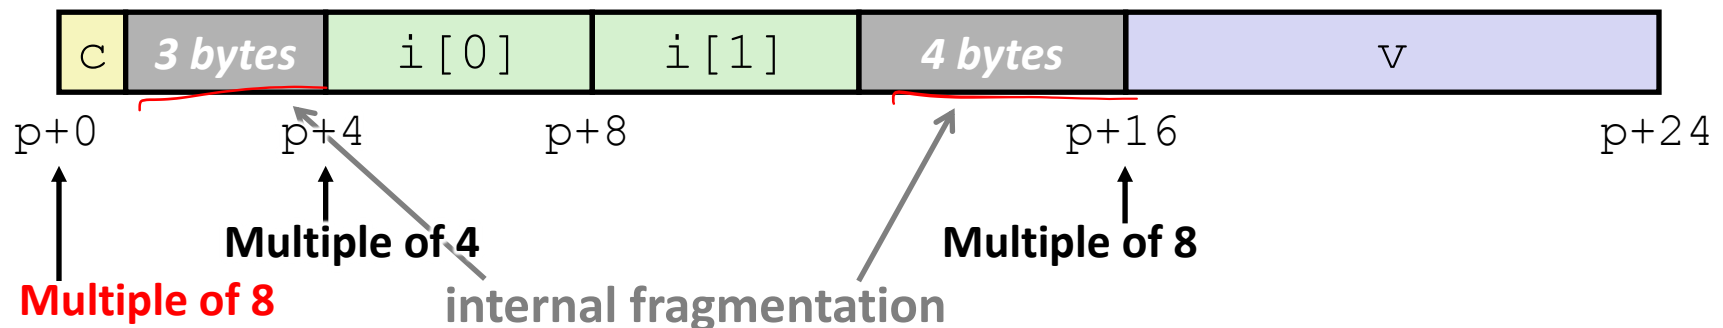 c 3 bytes i[0] i[1] 4 bytes v
p+0 p+4 p+8 p+16 p+24
Multiple of 4 Multiple of 8
Multiple of 8 internal fragmentation